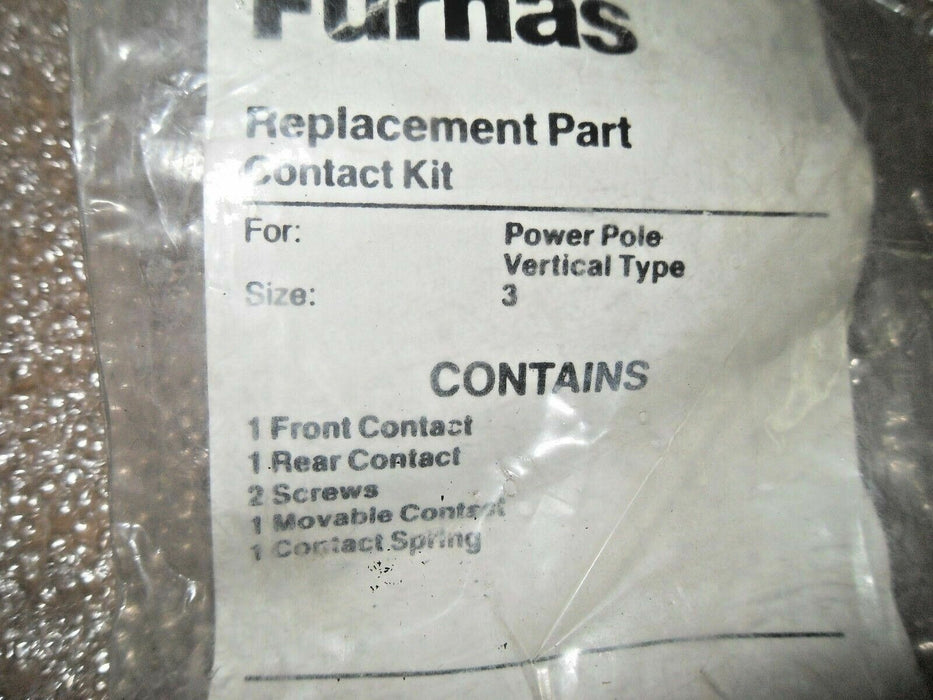 Furnas
Replacement Part
Contact Kit
For: Power Pole
Vertical Type
Size: 3
CONTAINS
1 Front Contact
1 Rear Contact
2 Screws
1 Movable Contact
1 Contact Spring